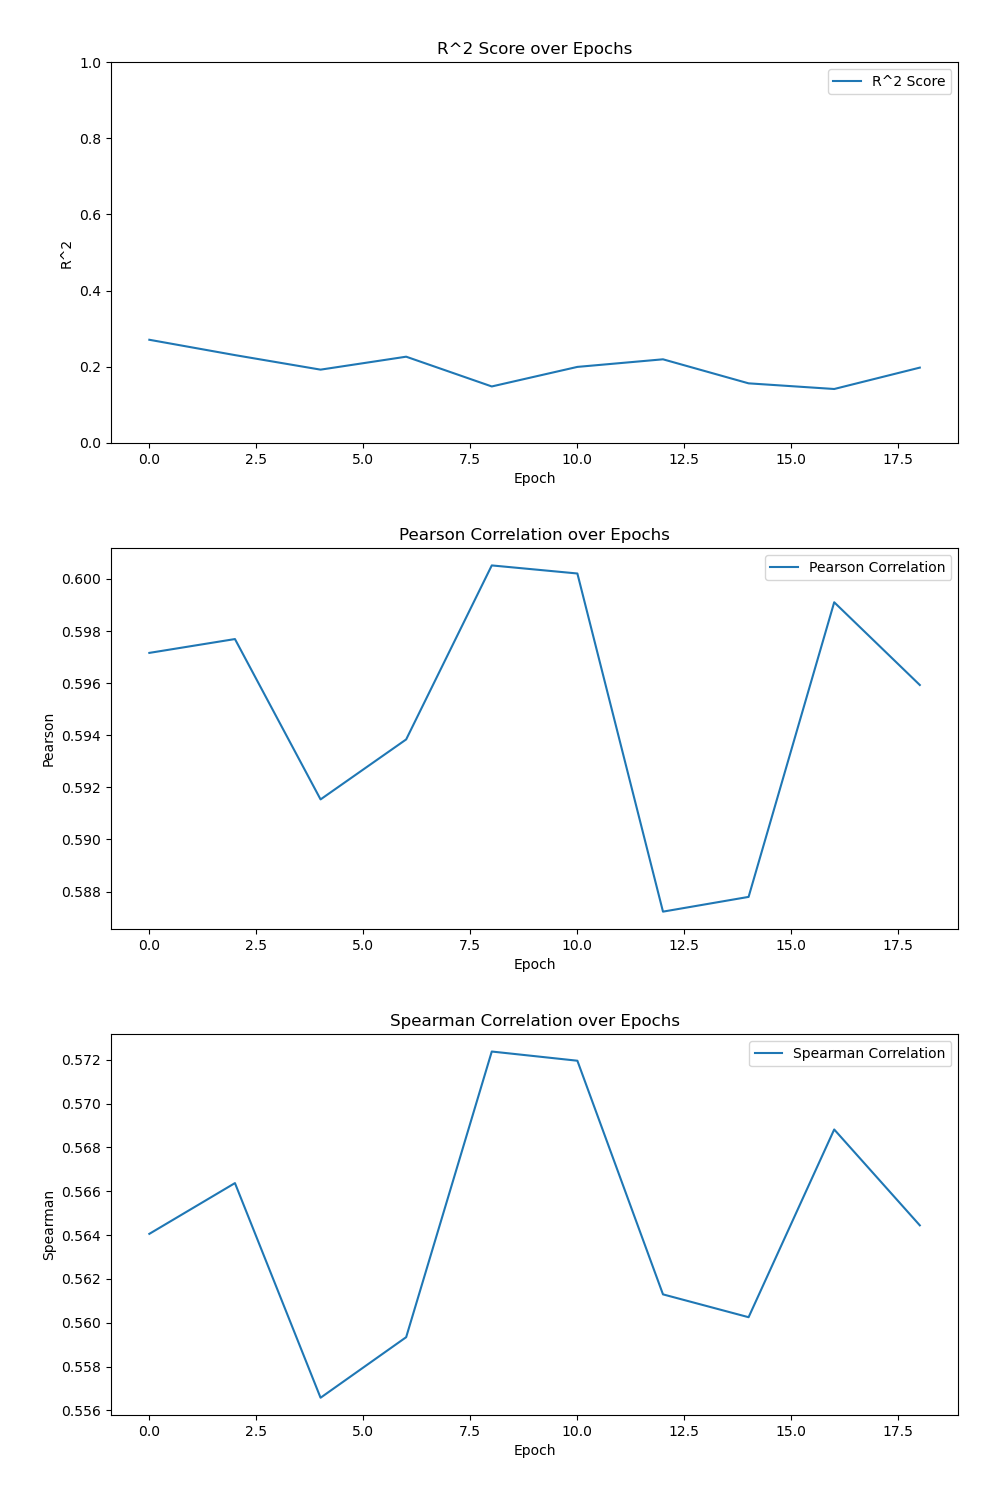 R^2 Score over Epochs
1.0
R^2 Score
0.8
0.6
R^2
0.4
0.2
0.0
0.0 2.5 5.0 7.5 10.0 12.5 15.0 17.5
Epoch
Pearson Correlation over Epochs
Pearson Correlation
0.600
0.598
0.596
0.594
Pearson
0.592
0.590
0.588
0.0 2.5 5.0 7.5 10.0 12.5 15.0 17.5
Epoch
Spearman Correlation over Epochs
Spearman Correlation
0.572
0.570
0.568
0.566
0.564
Spearman
0.562
0.560
0.558
0.556
0.0 2.5 5.0 7.5 10.0 12.5 15.0 17.5
Epoch